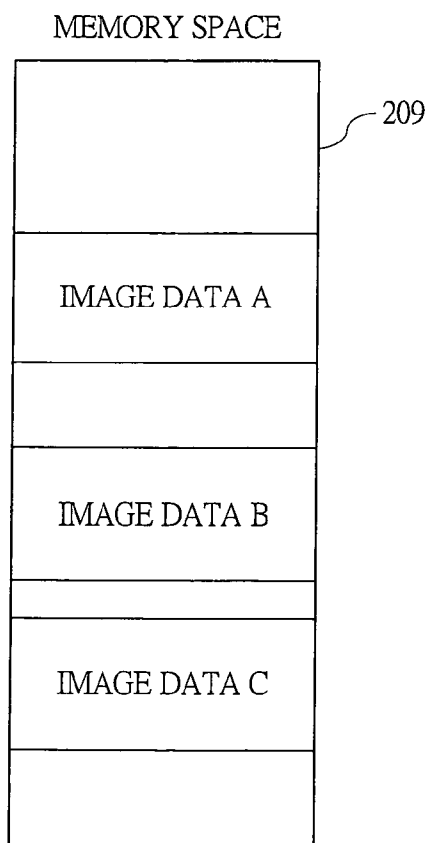 MEMORY SPACE
209
IMAGE DATA A
IMAGE DATA B
IMAGE DATA C